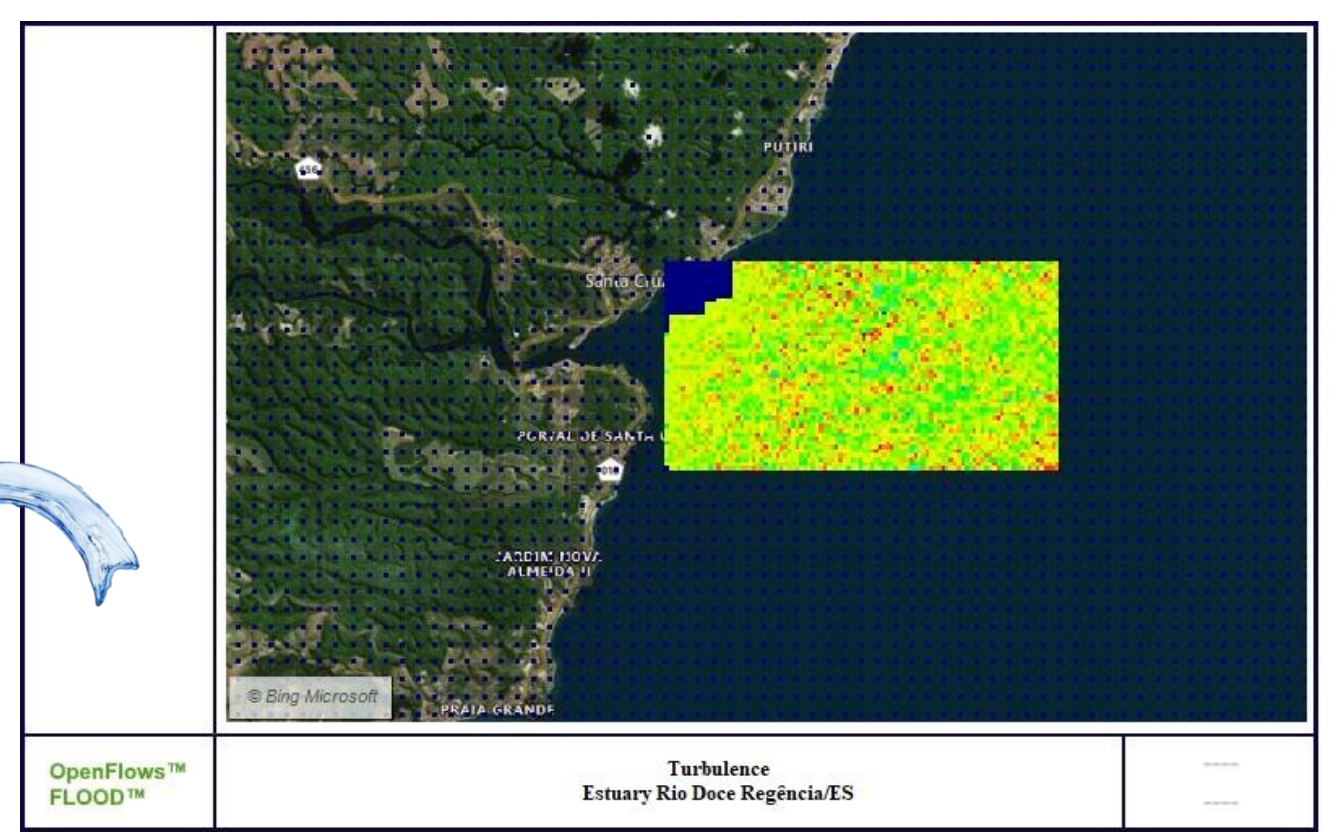 PUTIRI
Santa Cru
PORTAL DE SANTA
JARDIM NOVA
ALMEIDA II
© Bing Microsoft
PRAIA GRANDE
OpenFlows™
FLOOD™
Turbulence
Estuary Rio Doce Regência/ES
----
----